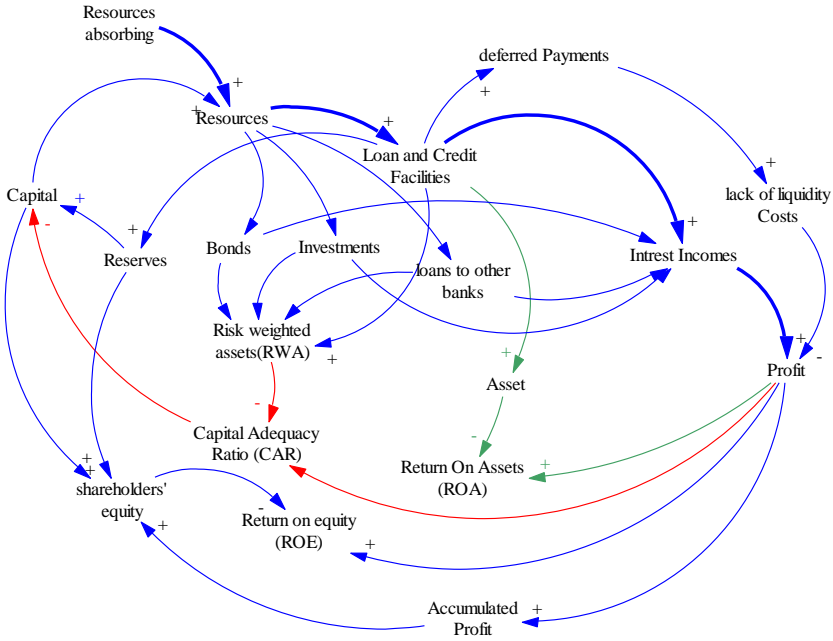 Resources
absorbing
+
deferred Payments
+
+
+
Resources
+
Loan and Credit
Facilities
+
lack of liquidity
Costs
Capital
+
-
+
Reserves
Bonds
Investments
loans to other
banks
+
Intrest Incomes
Risk weighted
assets(RWA)
+
+
-
Profit
+
Asset
-
Capital Adequacy
Ratio (CAR)
-
Return On Assets
(ROA)
+
+
+
shareholders'
equity
-
Return on equity
(ROE)
+
+
Accumulated
Profit
+